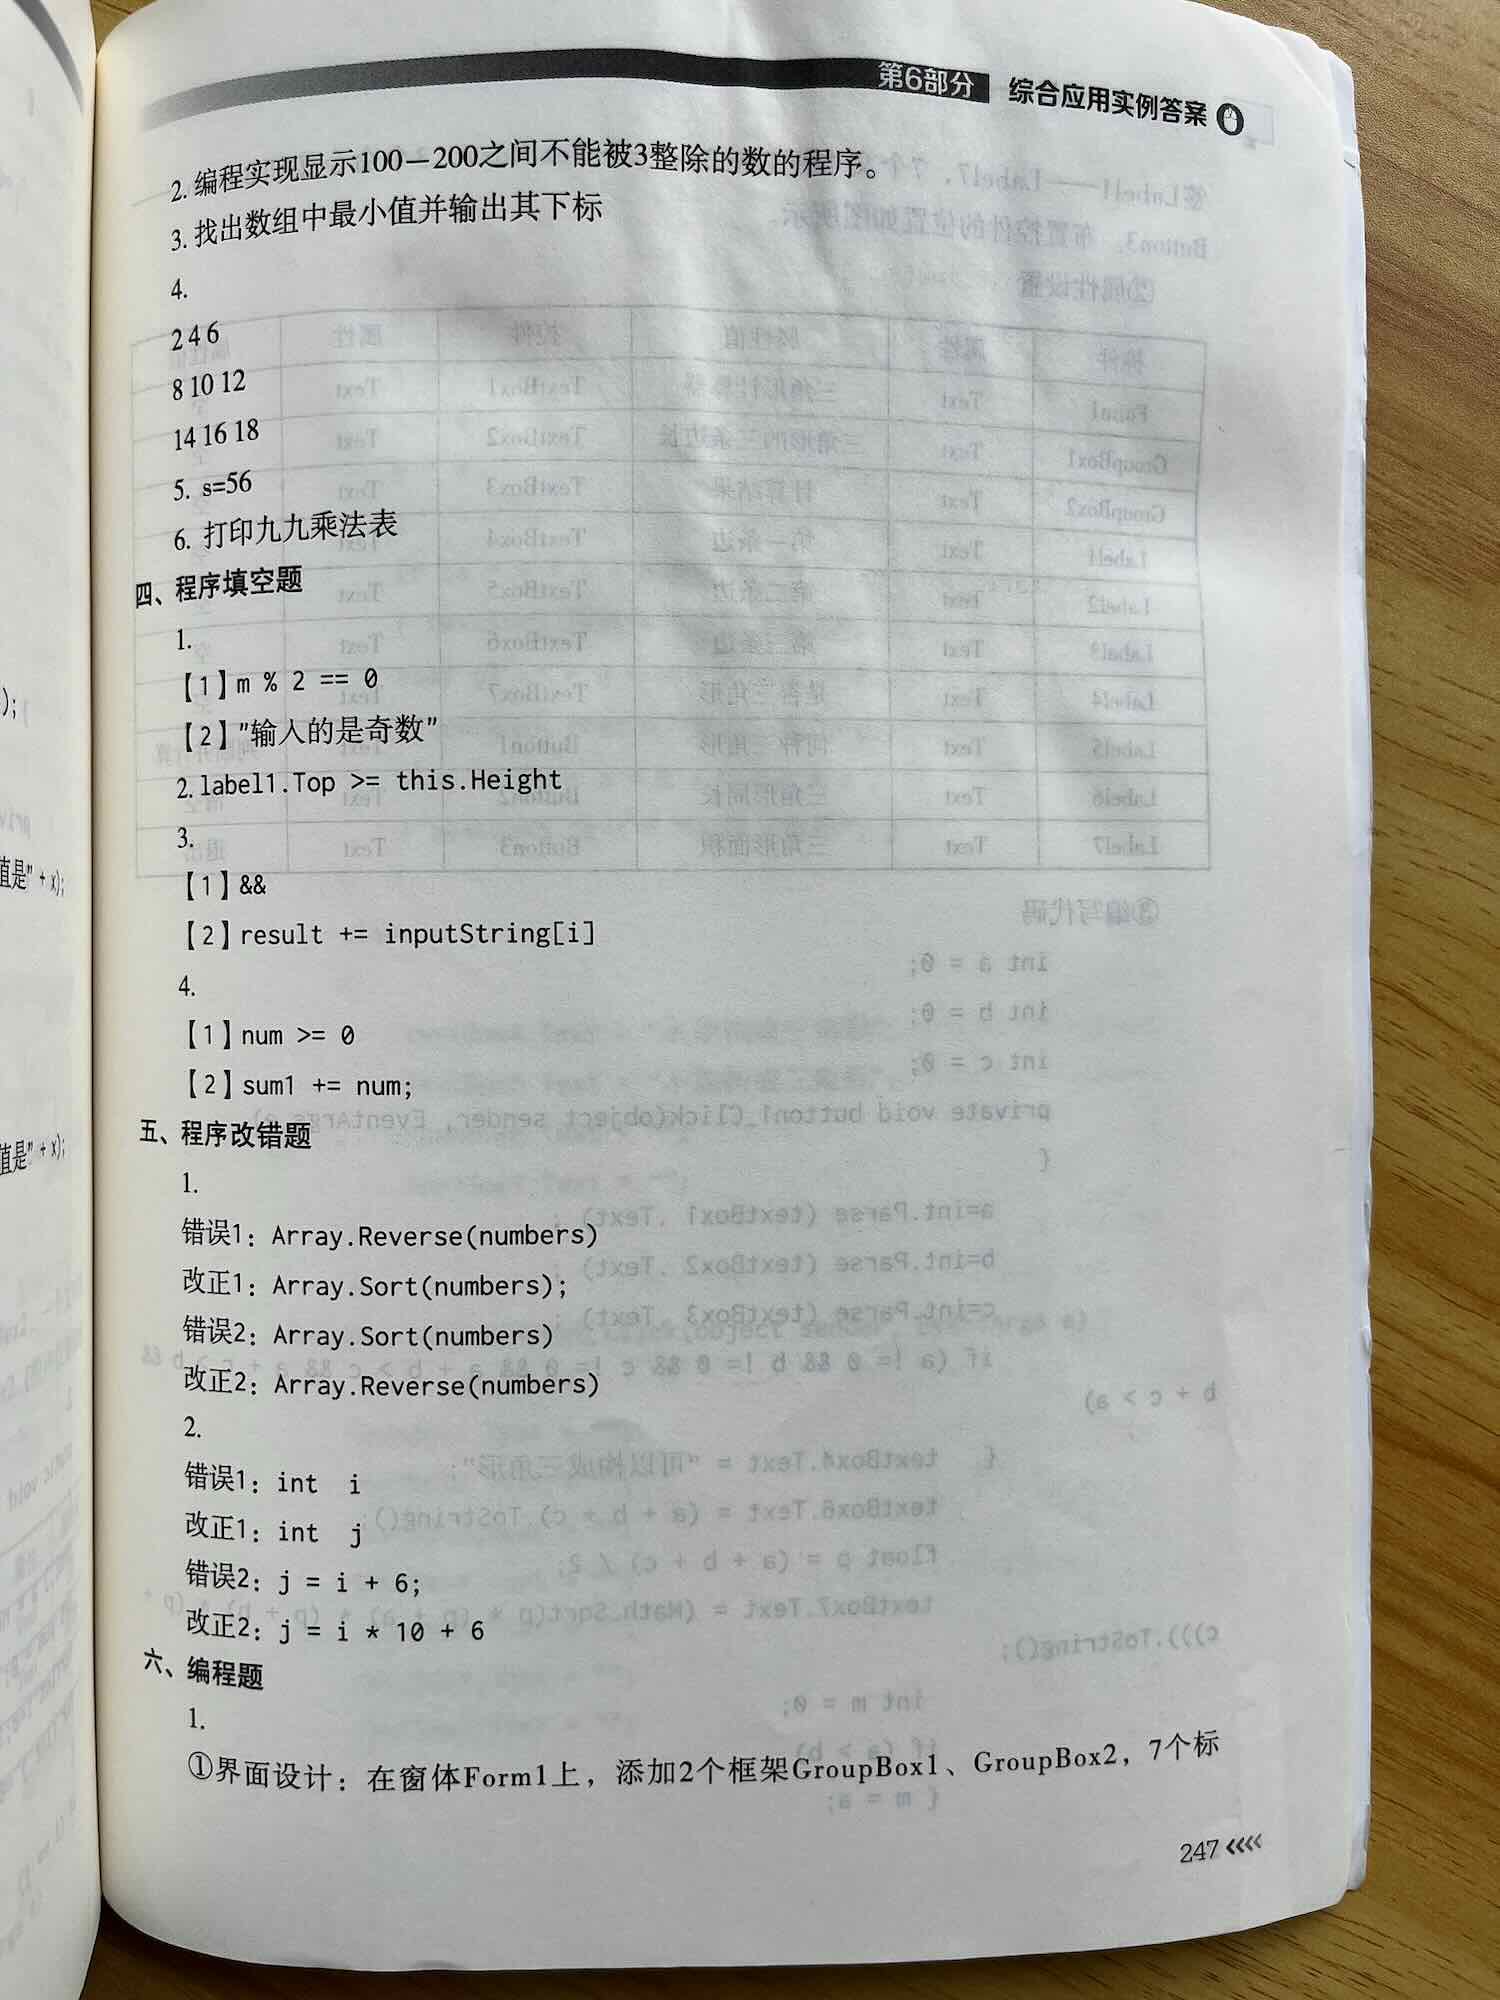 第6部分 综合应用实例答案
2. 编程实现显示100—200之间不能被3整除的数的程序。
3. 找出数组中最小值并输出其下标
4.
2 4 6
8 10 12
14 16 18
5. s=56
6. 打印九九乘法表
四、程序填空题
1.
【1】m % 2 == 0
【2】"输入的是奇数"
2. label1.Top >= this.Height
3.
【1】&&
【2】result += inputString[i]
4.
【1】num >= 0
【2】sum1 += num;
五、程序改错题
1.
错误1：Array.Reverse(numbers)
改正1：Array.Sort(numbers);
错误2：Array.Sort(numbers)
改正2：Array.Reverse(numbers)
2.
错误1：int i
改正1：int j
错误2：j = i + 6;
改正2：j = i * 10 + 6
六、编程题
1.
①界面设计：在窗体Form1上，添加2个框架GroupBox1、GroupBox2，7个标
247 <<<<
);
值是" + x);
值是" + x);